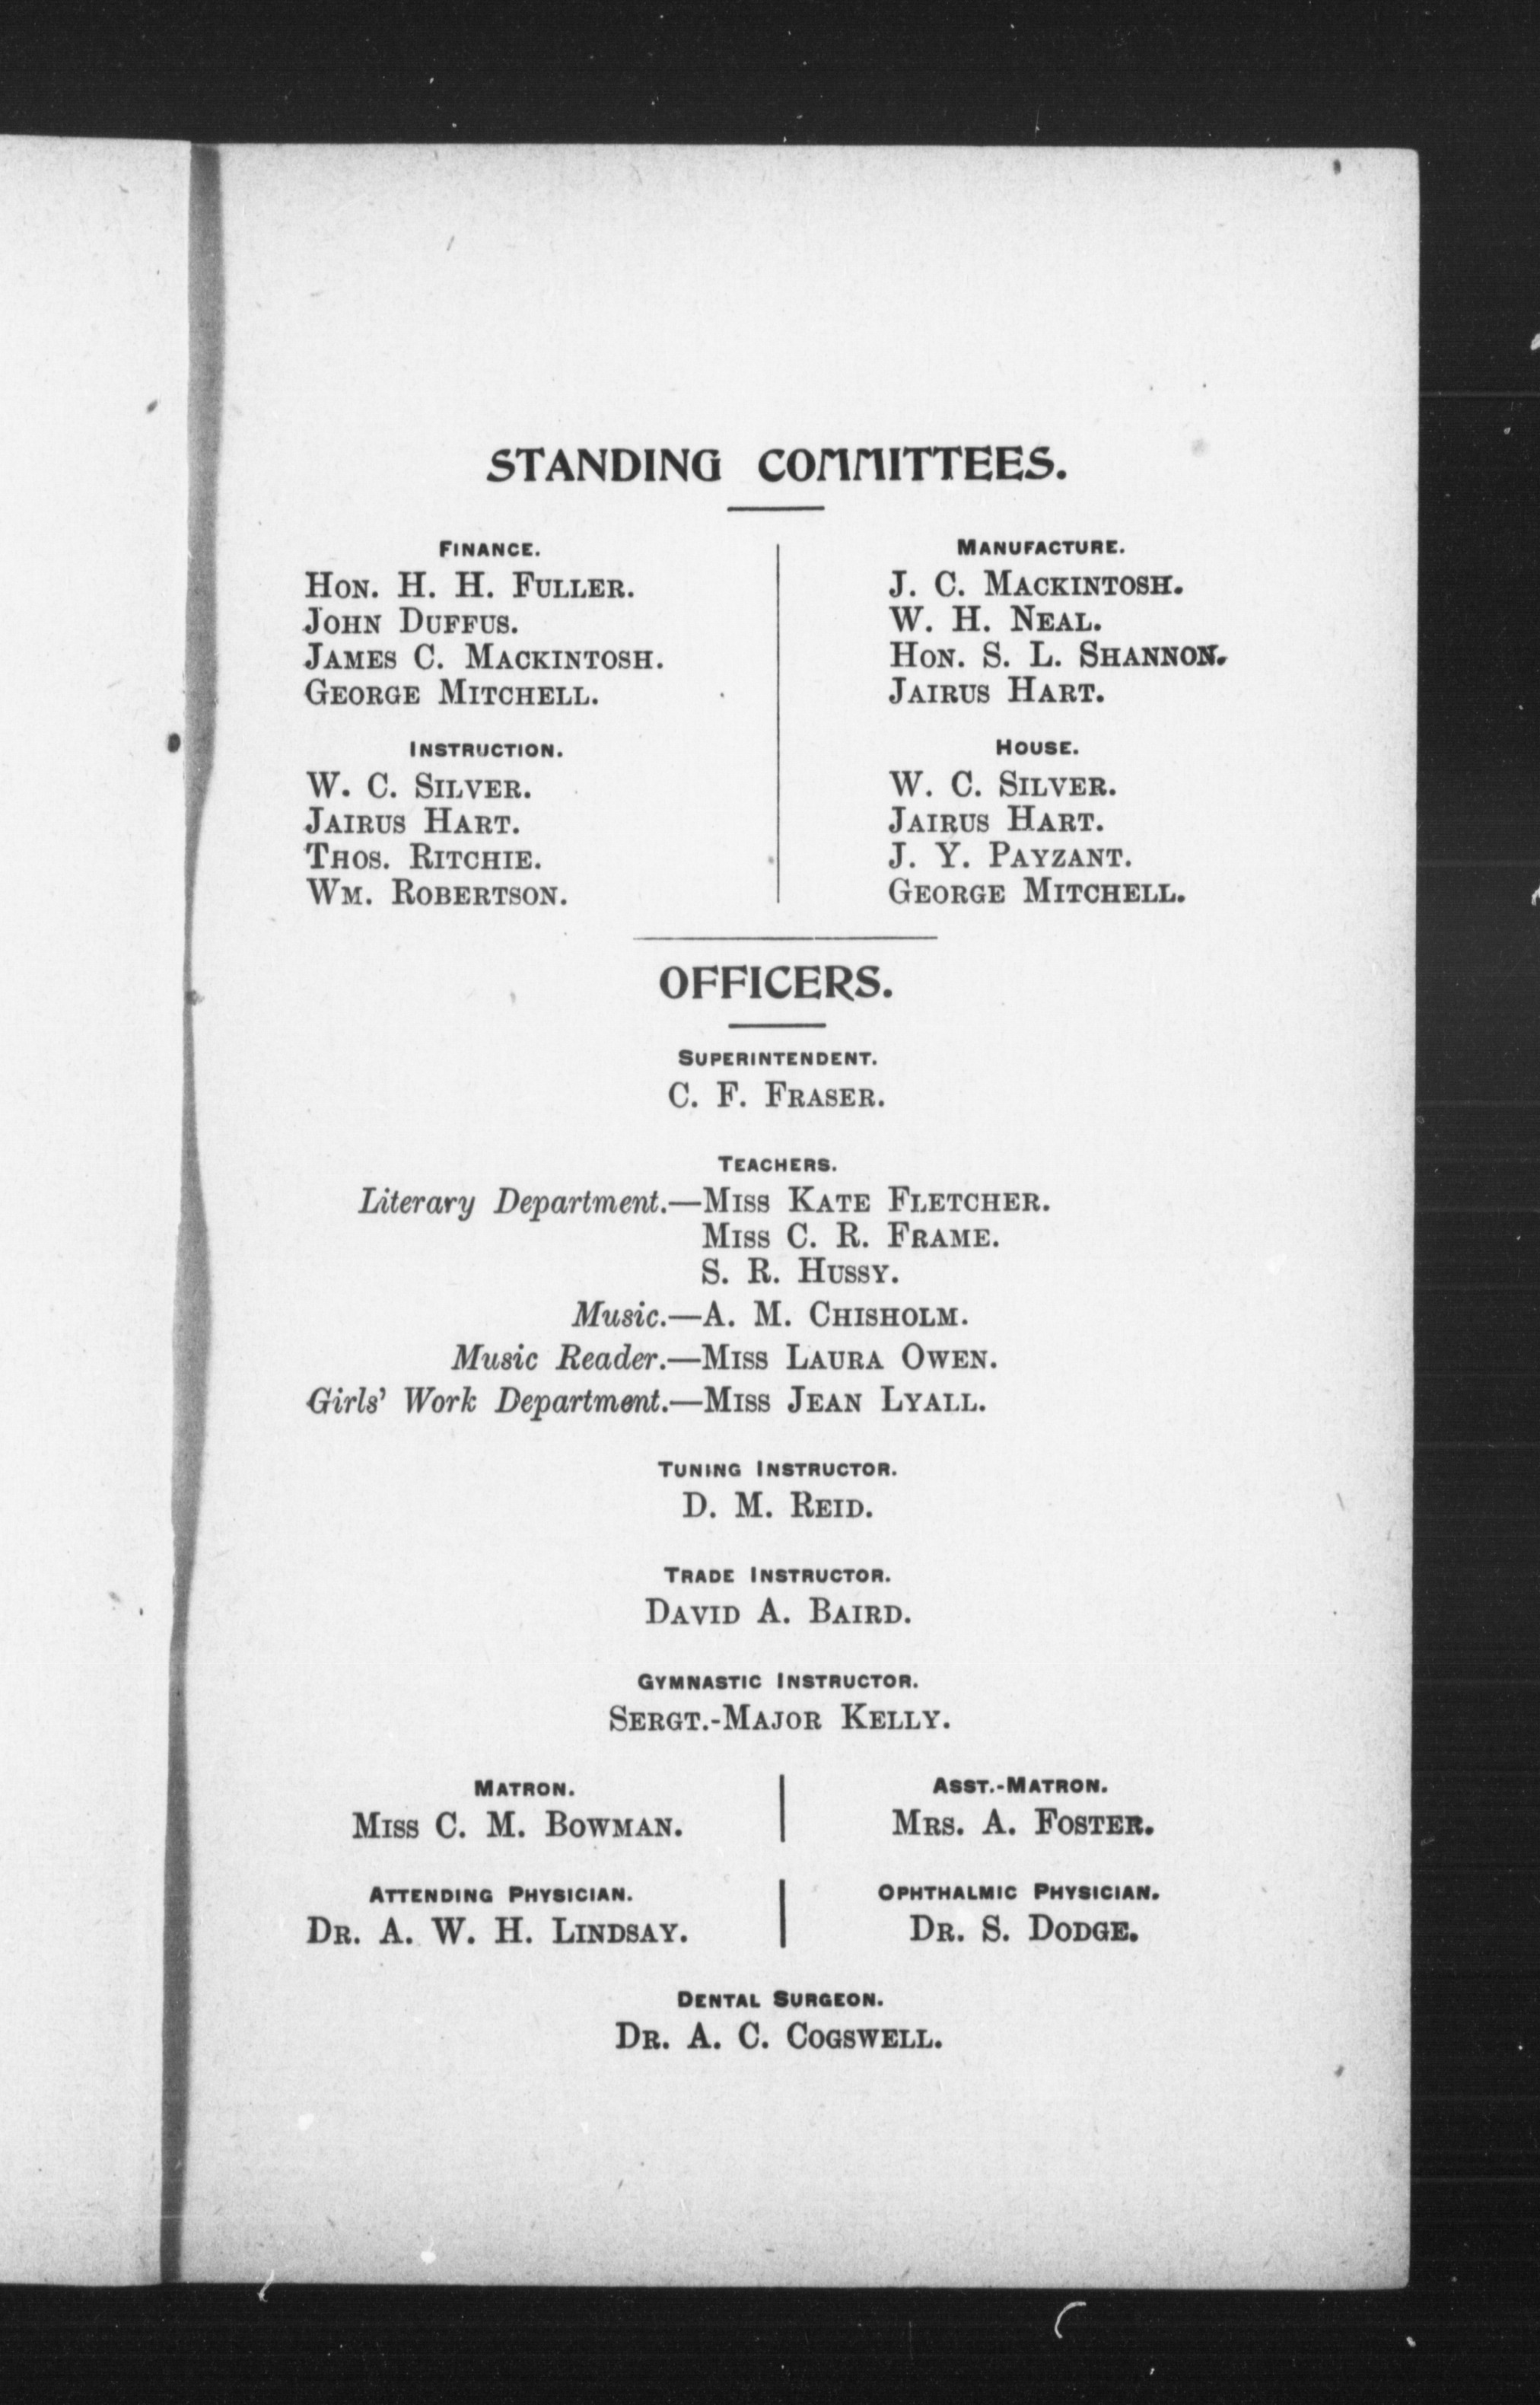 STANDING COMMITTEES.
FINANCE.
HON. H. H. FULLER.
JOHN DUFFUS.
JAMES C. MACKINTOSH.
GEORGE MITCHELL.
INSTRUCTION.
W. C. SILVER.
JAIRUS HART.
THOS. RITCHIE.
WM. ROBERTSON.
MANUFACTURE.
J. C. MACKINTOSH.
W. H. NEAL.
HON. S. L. SHANNON.
JAIRUS HART.
HOUSE.
W. C. SILVER.
JAIRUS HART.
J. Y. PAYZANT.
GEORGE MITCHELL.
OFFICERS.
SUPERINTENDENT.
C. F. FRASER.
TEACHERS.
Literary Department.—MISS KATE FLETCHER.
MISS C. R. FRAME.
S. R. HUSSY.
Music.—A. M. CHISHOLM.
Music Reader.—MISS LAURA OWEN.
Girls' Work Department.—MISS JEAN LYALL.
TUNING INSTRUCTOR.
D. M. REID.
TRADE INSTRUCTOR.
DAVID A. BAIRD.
GYMNASTIC INSTRUCTOR.
SERGT.-MAJOR KELLY.
MATRON.
MISS C. M. BOWMAN.
ASST.-MATRON.
MRS. A. FOSTER.
ATTENDING PHYSICIAN.
DR. A. W. H. LINDSAY.
OPHTHALMIC PHYSICIAN.
DR. S. DODGE.
DENTAL SURGEON.
DR. A. C. COGSWELL.